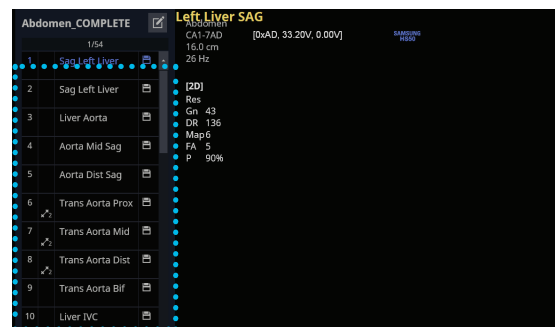 Abdomen_COMPLETE
1/54
1 Sag Left Liver
2 Sag Left Liver
3 Liver Aorta
4 Aorta Mid Sag
5 Aorta Dist Sag
6 Trans Aorta Prox
2
7 Trans Aorta Mid
2
8 Trans Aorta Dist
2
9 Trans Aorta Bif
10 Liver IVC
Left Liver SAG
Abdomen
CA1-7AD [0xAD, 33.20V, 0.00V]
16.0 cm
26 Hz
SAMSUNG
HS50
[2D]
Res
Gn 43
DR 136
Map 6
FA 5
P 90%